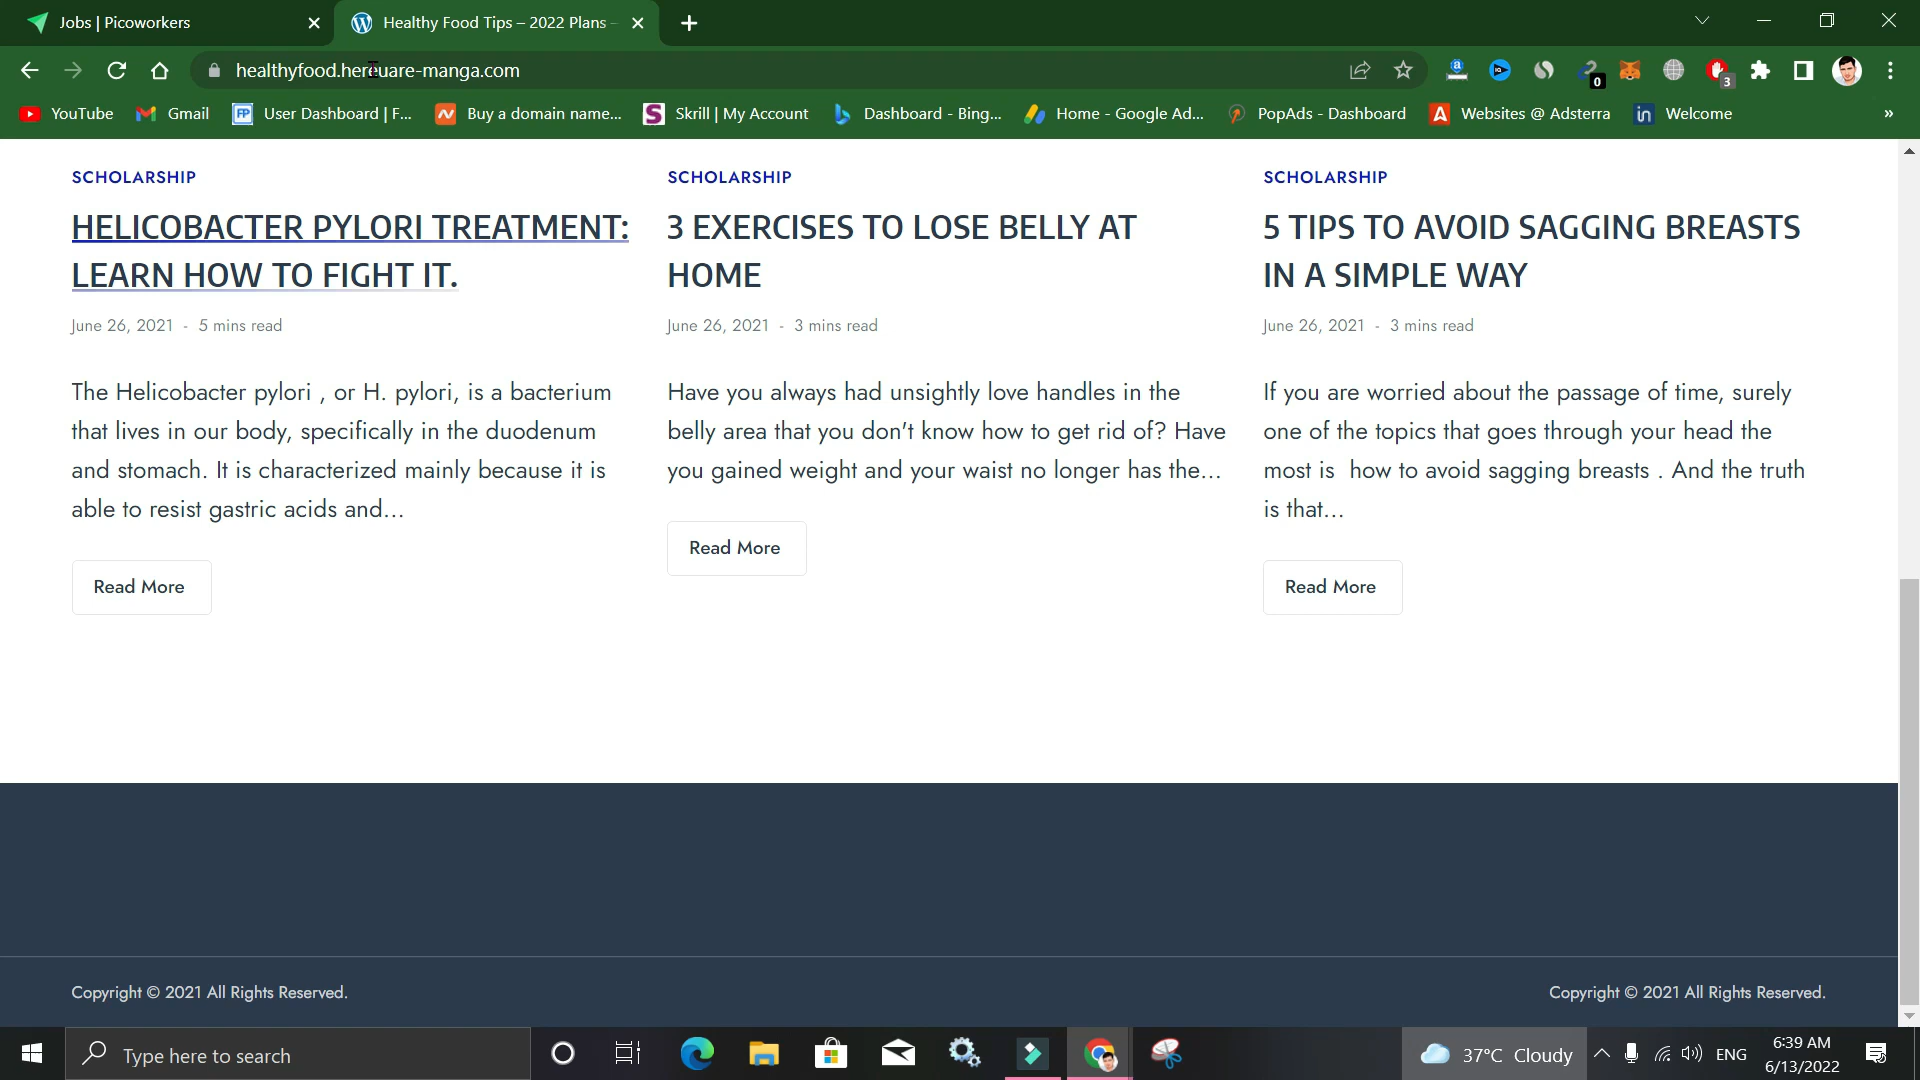 Jobs | Picoworkers
Healthy Food Tips – 2022 Plans –
healthyfood.herquare-manga.com
0
3
YouTube
Gmail
User Dashboard | F...
Buy a domain name...
Skrill | My Account
Dashboard - Bing...
Home - Google Ad...
PopAds - Dashboard
Websites @ Adsterra
Welcome
»
SCHOLARSHIP
HELICOBACTER PYLORI TREATMENT:
LEARN HOW TO FIGHT IT.
June 26, 2021 - 5 mins read
The Helicobacter pylori , or H. pylori, is a bacterium
that lives in our body, specifically in the duodenum
and stomach. It is characterized mainly because it is
able to resist gastric acids and...
Read More
SCHOLARSHIP
3 EXERCISES TO LOSE BELLY AT
HOME
June 26, 2021 - 3 mins read
Have you always had unsightly love handles in the
belly area that you don't know how to get rid of? Have
you gained weight and your waist no longer has the...
Read More
SCHOLARSHIP
5 TIPS TO AVOID SAGGING BREASTS
IN A SIMPLE WAY
June 26, 2021 - 3 mins read
If you are worried about the passage of time, surely
one of the topics that goes through your head the
most is how to avoid sagging breasts . And the truth
is that...
Read More
Copyright © 2021 All Rights Reserved.
Copyright © 2021 All Rights Reserved.
Type here to search
37°C Cloudy
ENG
6:39 AM
6/13/2022